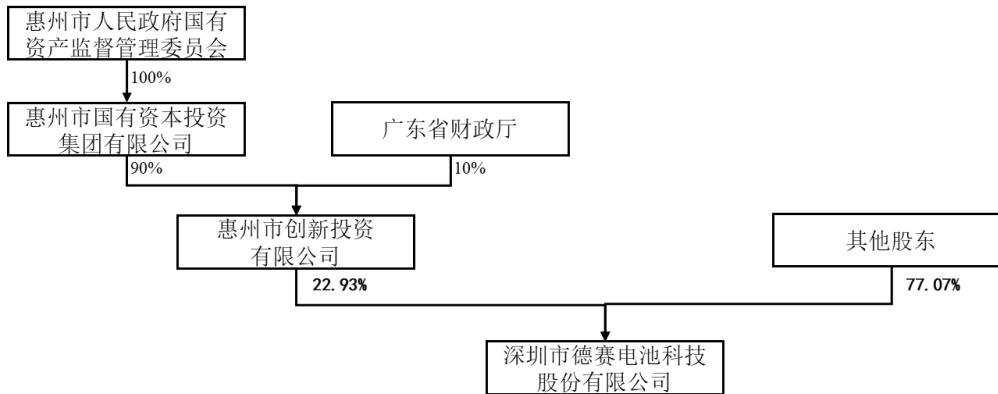 惠州市人民政府国有
资产监督管理委员会
100%
惠州市国有资本投资
集团有限公司
广东省财政厅
90%
10%
惠州市创新投资
有限公司
其他股东
22.93%
77.07%
深圳市德赛电池科技
股份有限公司